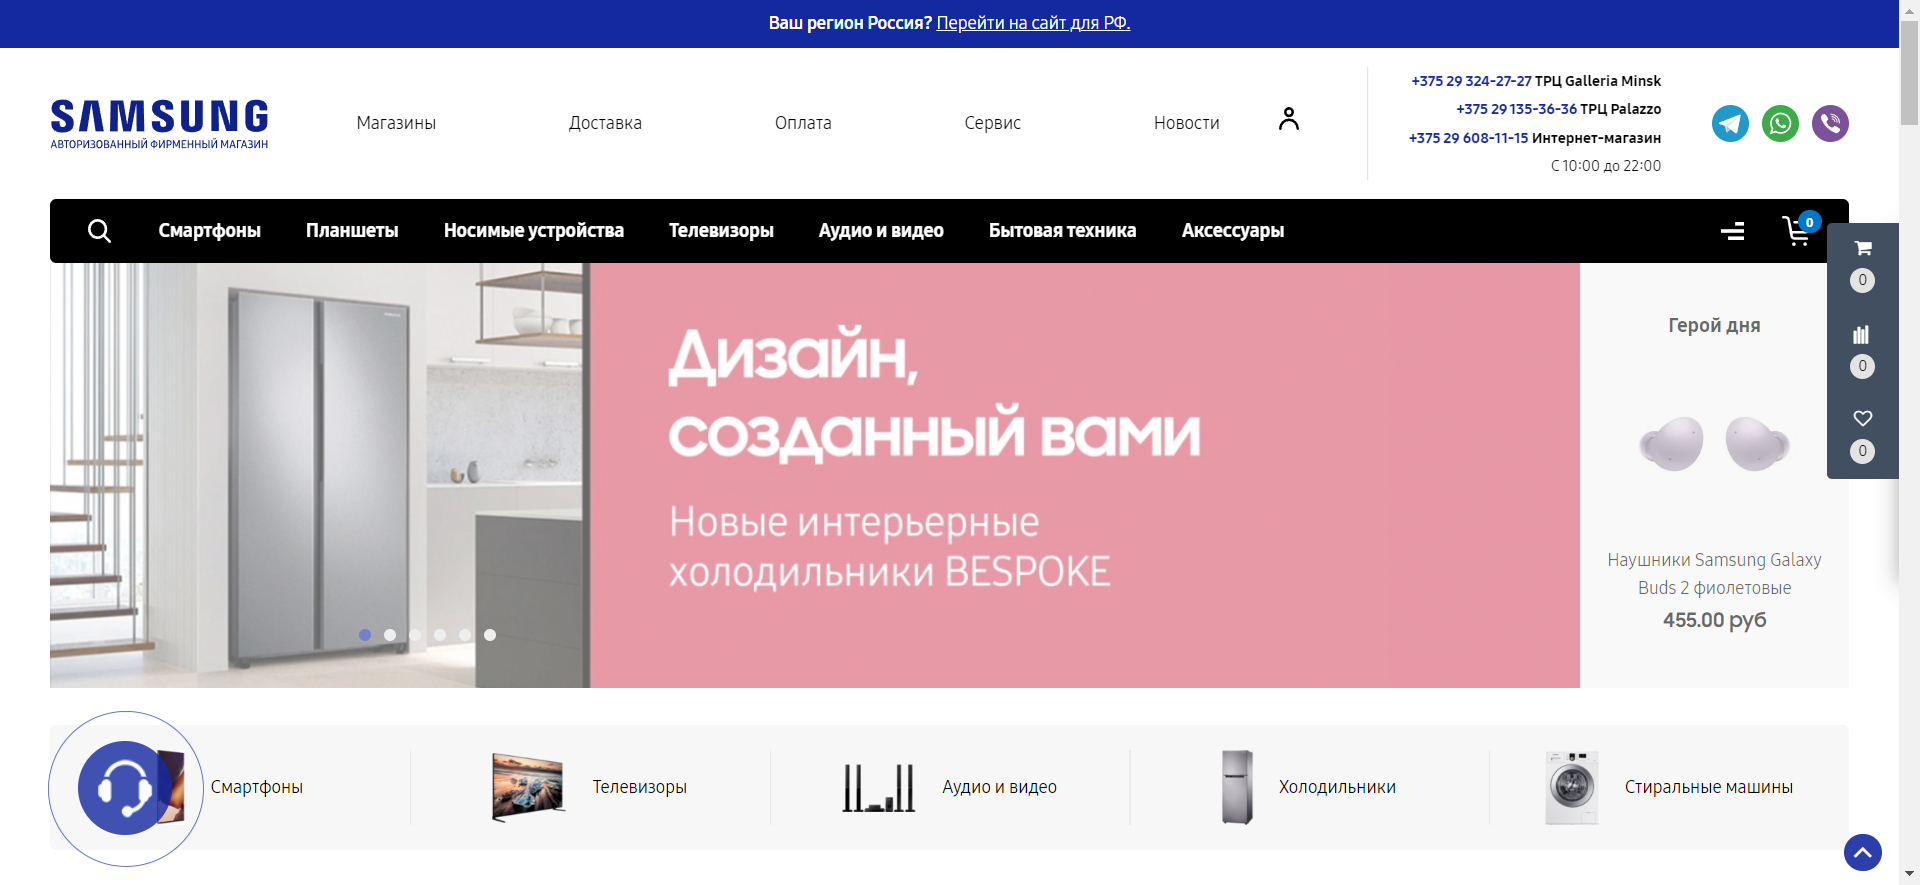 Ваш регион Россия? Перейти на сайт для РФ.
SAMSUNG
АВТОРИЗОВАННЫЙ ФИРМЕННЫЙ МАГАЗИН
Магазины
Доставка
Оплата
Сервис
Новости
+375 29 324-27-27 ТРЦ Galleria Minsk
+375 29 135-36-36 ТРЦ Palazzo
+375 29 608-11-15 Интернет-магазин
С 10:00 до 22:00
Смартфоны
Планшеты
Носимые устройства
Телевизоры
Аудио и видео
Бытовая техника
Аксессуары
0
0
0
0
Дизайн,
созданный вами
Новые интерьерные
холодильники BESPOKE
Герой дня
Наушники Samsung Galaxy
Buds 2 фиолетовые
455.00 руб
Смартфоны
Телевизоры
Аудио и видео
Холодильники
Стиральные машины